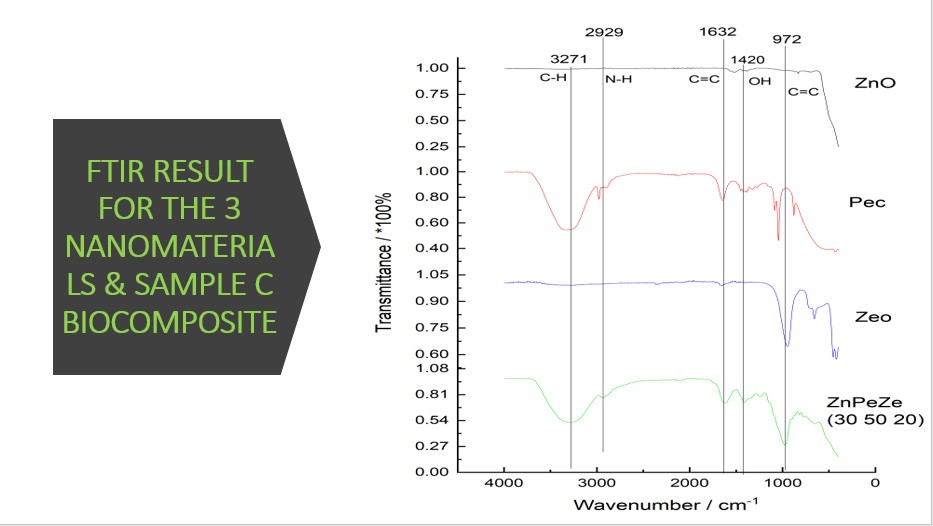 FTIR RESULT
FOR THE 3
NANOMATERIA
LS & SAMPLE C
BIOCOMPOSITE
2929
1632
972
3271
1420
C-H
N-H
C=C
OH
C=C
ZnO
1.00
0.75
0.50
0.25
Pec
1.00
0.80
0.60
0.40
Zeo
1.05
0.90
0.75
0.60
ZnPeZe
(30 50 20)
1.08
0.81
0.54
0.27
0.00
Transmittance / *100%
4000
3000
2000
1000
0
Wavenumber / cm⁻¹